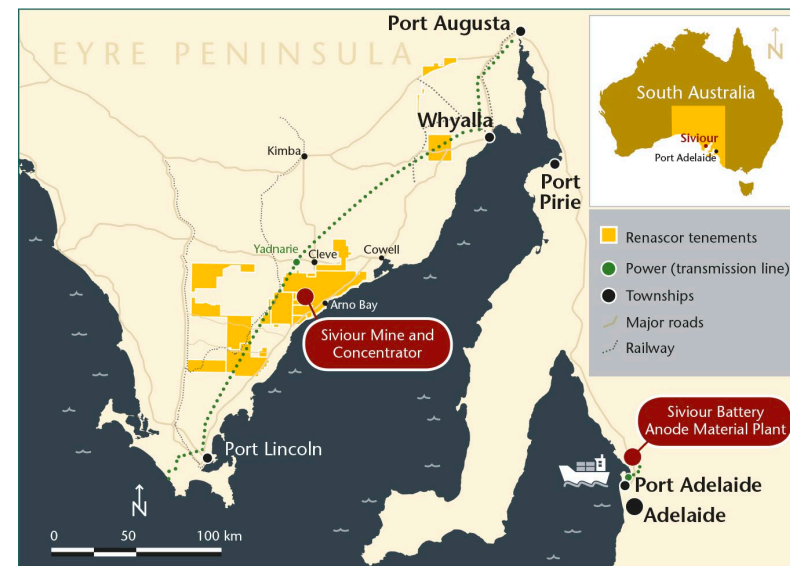 EYRE PENINSULA
Port Augusta
Whyalla
Kimba
Port
Pirie
Yadnarie
Cleve
Cowell
Arno Bay
Siviour Mine and
Concentrator
Port Lincoln
N
0 50 100 km
N
South Australia
Siviour
Port Adelaide
Renascor tenements
Power (transmission line)
Townships
Major roads
Railway
Siviour Battery
Anode Material Plant
Port Adelaide
Adelaide